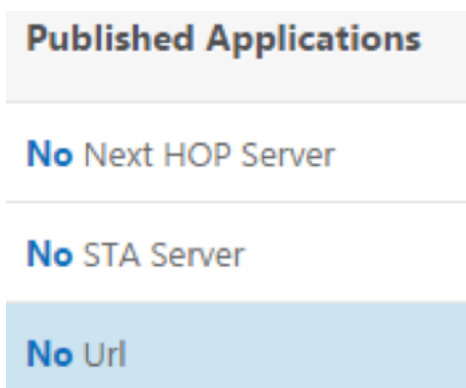 Published Applications
No Next HOP Server
No STA Server
No Url